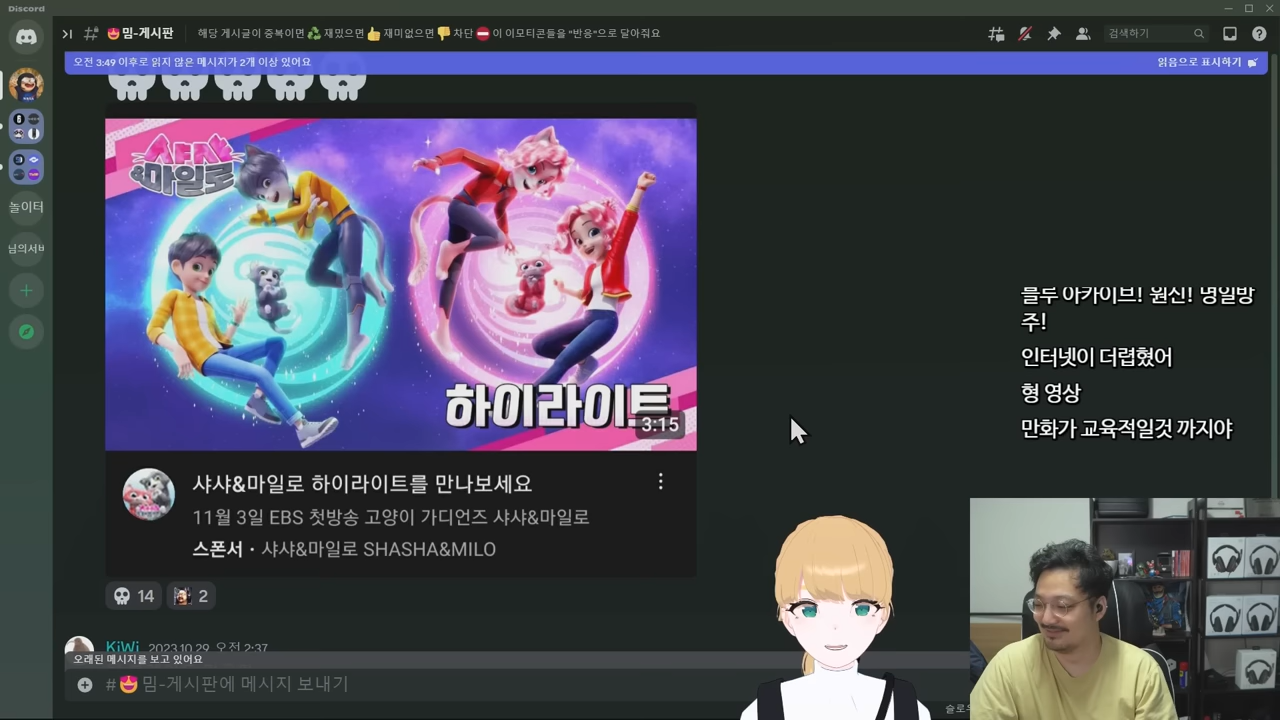 Discord
😍밈-게시판
해당 게시글이 중복이면♻️ 재밌으면👍 재미없으면👎 차단⛔ 이 이모티콘들을 "반응"으로 달아줘요
검색하기
오전 3:49 이후로 읽지 않은 메시지가 2개 이상 있어요
읽음으로 표시하기
샤샤
&마일로
하이라이트
3:15
놀이터
님의서버
블루 아카이브! 원신! 명일방
주!
인터넷이 더럽혔어
형 영상
만화가 교육적일것 까지야
샤샤&마일로 하이라이트를 만나보세요
11월 3일 EBS 첫방송 고양이 가디언즈 샤샤&마일로
스폰서 · 샤샤&마일로 SHASHA&MILO
14
2
KiWi 2023.10.29. 오전 2:37
오래된 메시지를 보고 있어요
#😍밈-게시판에 메시지 보내기